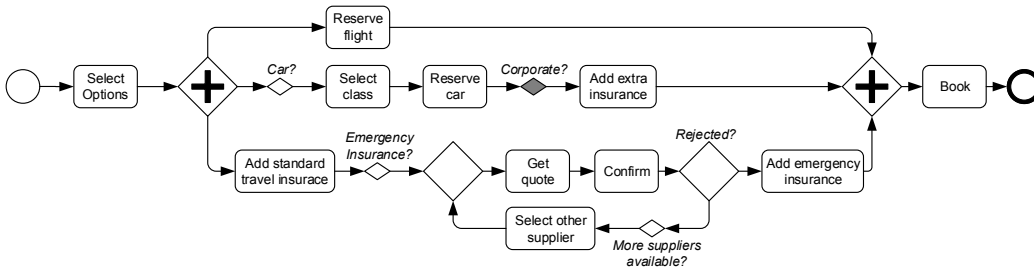 Reserve
flight
Select
Options
Car?
Select
class
Reserve
car
Corporate?
Add extra
insurance
Book
Add standard
travel insurace
Emergency
Insurance?
Get
quote
Confirm
Rejected?
Add emergency
insurance
Select other
supplier
More suppliers
available?